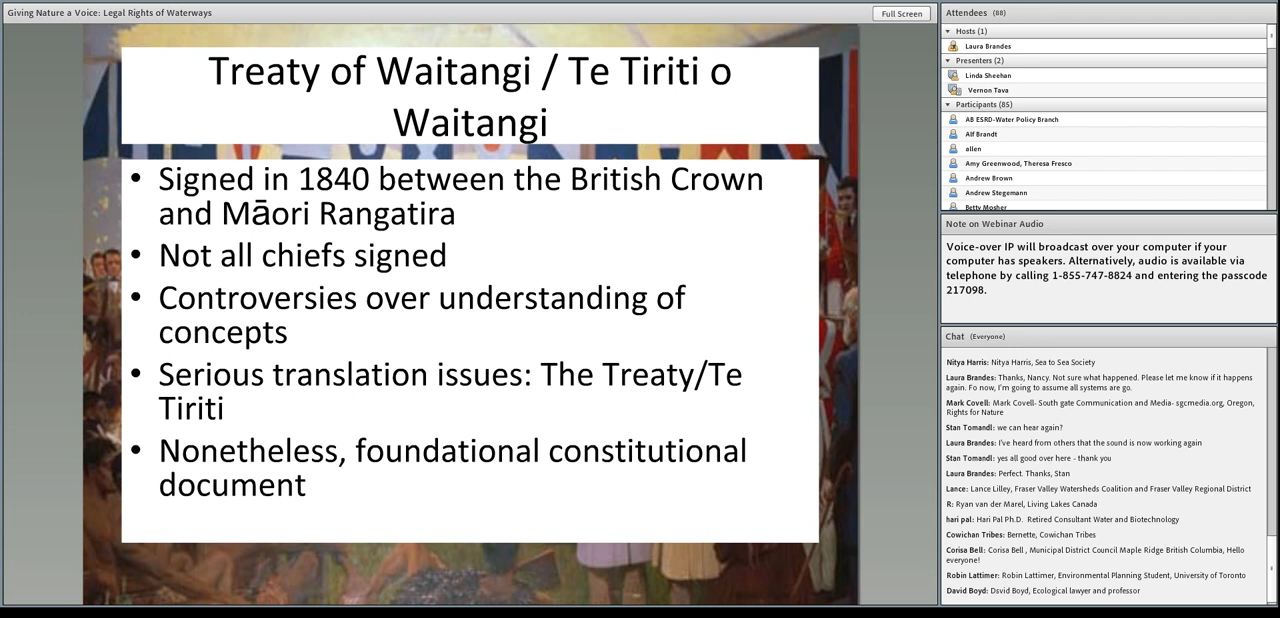 Giving Nature a Voice: Legal Rights of Waterways
Full Screen
Treaty of Waitangi / Te Tiriti o
Waitangi
• Signed in 1840 between the British Crown
and Māori Rangatira
• Not all chiefs signed
• Controversies over understanding of
concepts
• Serious translation issues: The Treaty/Te
Tiriti
• Nonetheless, foundational constitutional
document
Attendees (88)
Hosts (1)
Laura Brandes
Presenters (2)
Linda Sheehan
Vernon Tava
Participants (85)
AB ESRD-Water Policy Branch
Alf Brandt
allen
Amy Greenwood, Theresa Fresco
Andrew Brown
Andrew Stegemann
Betty Mosher
Note on Webinar Audio
Voice-over IP will broadcast over your computer if your
computer has speakers. Alternatively, audio is available via
telephone by calling 1-855-747-8824 and entering the passcode
217098.
Chat (Everyone)
Nitya Harris: Nitya Harris, Sea to Sea Society
Laura Brandes: Thanks, Nancy. Not sure what happened. Please let me know if it happens
again. Fo now, I'm going to assume all systems are go.
Mark Covell: Mark Covell- South gate Communication and Media- sgcmedia.org, Oregon,
Rights for Nature
Stan Tomandl: we can hear again?
Laura Brandes: I've heard from others that the sound is now working again
Stan Tomandl: yes all good over here - thank you
Laura Brandes: Perfect. Thanks, Stan
Lance: Lance Lilley, Fraser Valley Watersheds Coalition and Fraser Valley Regional District
R: Ryan van der Marel, Living Lakes Canada
hari pal: Hari Pal Ph.D. Retired Consultant Water and Biotechnology
Cowichan Tribes: Bernette, Cowichan Tribes
Corisa Bell: Corisa Bell , Municipal District Council Maple Ridge British Columbia, Hello
everyone!
Robin Lattimer: Robin Lattimer, Environmental Planning Student, University of Toronto
David Boyd: Dsvid Boyd, Ecological lawyer and professor